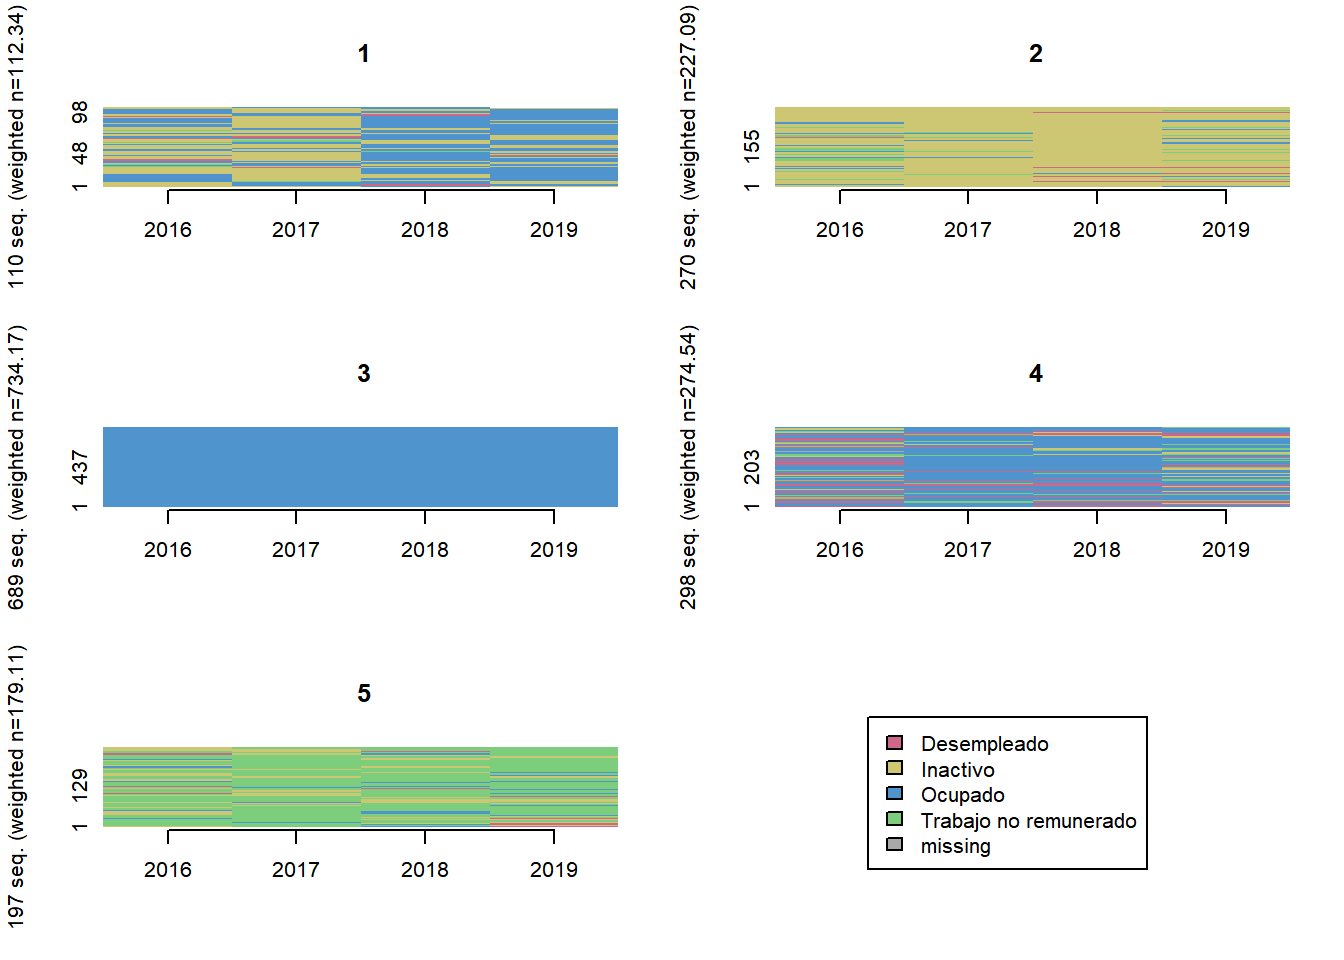 1
110 seq. (weighted n=112.34)
1 48 98
2016 2017 2018 2019
2
270 seq. (weighted n=227.09)
1 155
2016 2017 2018 2019
3
689 seq. (weighted n=734.17)
1 437
2016 2017 2018 2019
4
298 seq. (weighted n=274.54)
1 203
2016 2017 2018 2019
5
197 seq. (weighted n=179.11)
1 129
2016 2017 2018 2019
Desempleado
Inactivo
Ocupado
Trabajo no remunerado
missing